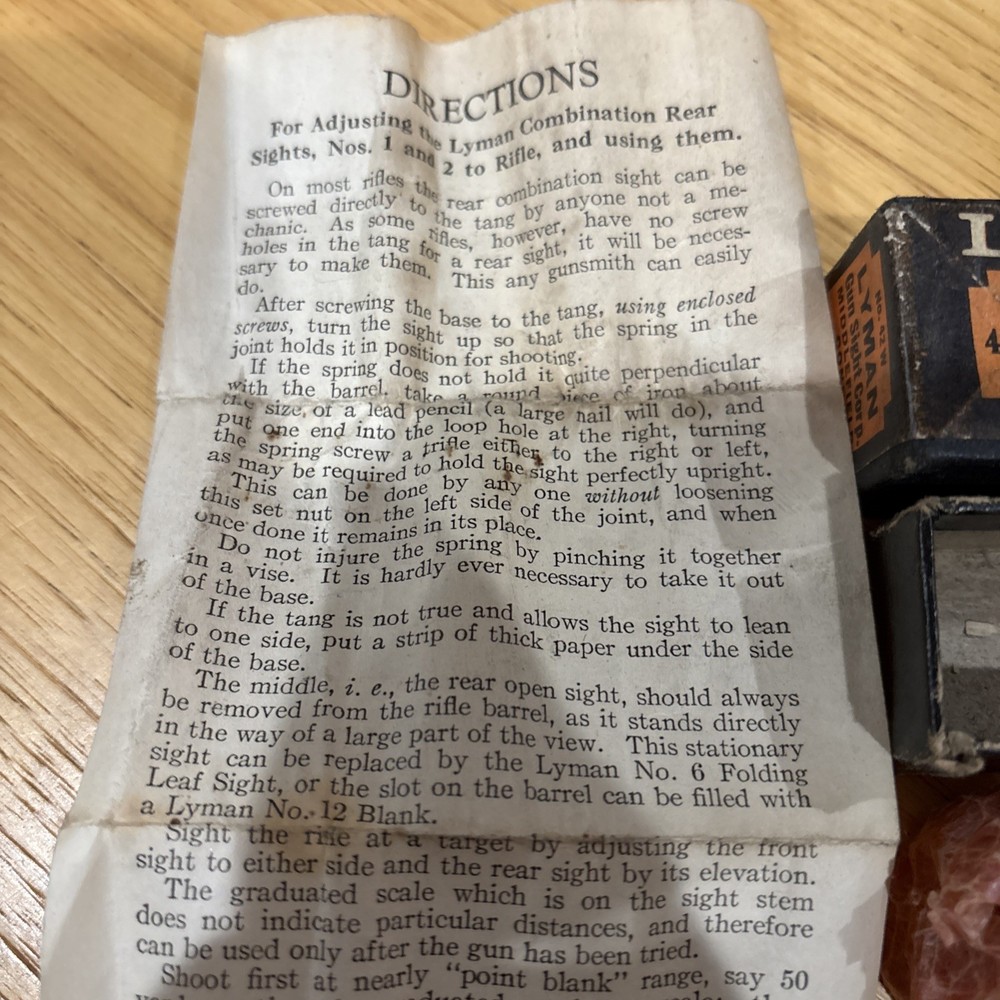 DIRECTIONS
For Adjusting the Lyman Combination Rear
Sights, Nos. 1 and 2 to Rifle, and using them.
On most rifles the rear combination sight can be
screwed directly to the tang by anyone not a me-
chanic. As some rifles, however, have no screw
holes in the tang for a rear sight, it will be neces-
sary to make them. This any gunsmith can easily
do.
After screwing the base to the tang, using enclosed
screws, turn the sight up so that the spring in the
joint holds it in position for shooting.
If the spring does not hold it quite perpendicular
with the barrel, take a round piece of iron about
the size of a lead pencil (a large nail will do), and
put one end into the loop hole at the right, turning
the spring screw a trifle either to the right or left,
as may be required to hold the sight perfectly upright.
This can be done by any one without loosening
this set nut on the left side of the joint, and when
once done it remains in its place.
Do not injure the spring by pinching it together
in a vise. It is hardly ever necessary to take it out
of the base.
If the tang is not true and allows the sight to lean
to one side, put a strip of thick paper under the side
of the base.
The middle, i. e., the rear open sight, should always
be removed from the rifle barrel, as it stands directly
in the way of a large part of the view. This stationary
sight can be replaced by the Lyman No. 6 Folding
Leaf Sight, or the slot on the barrel can be filled with
a Lyman No. 12 Blank.
Sight the rifle at a target by adjusting the front
sight to either side and the rear sight by its elevation.
The graduated scale which is on the sight stem
does not indicate particular distances, and therefore
can be used only after the gun has been tried.
Shoot first at nearly "point blank" range, say 50
L
4
No. 42 W
LYMAN
Gun Sight Corp.